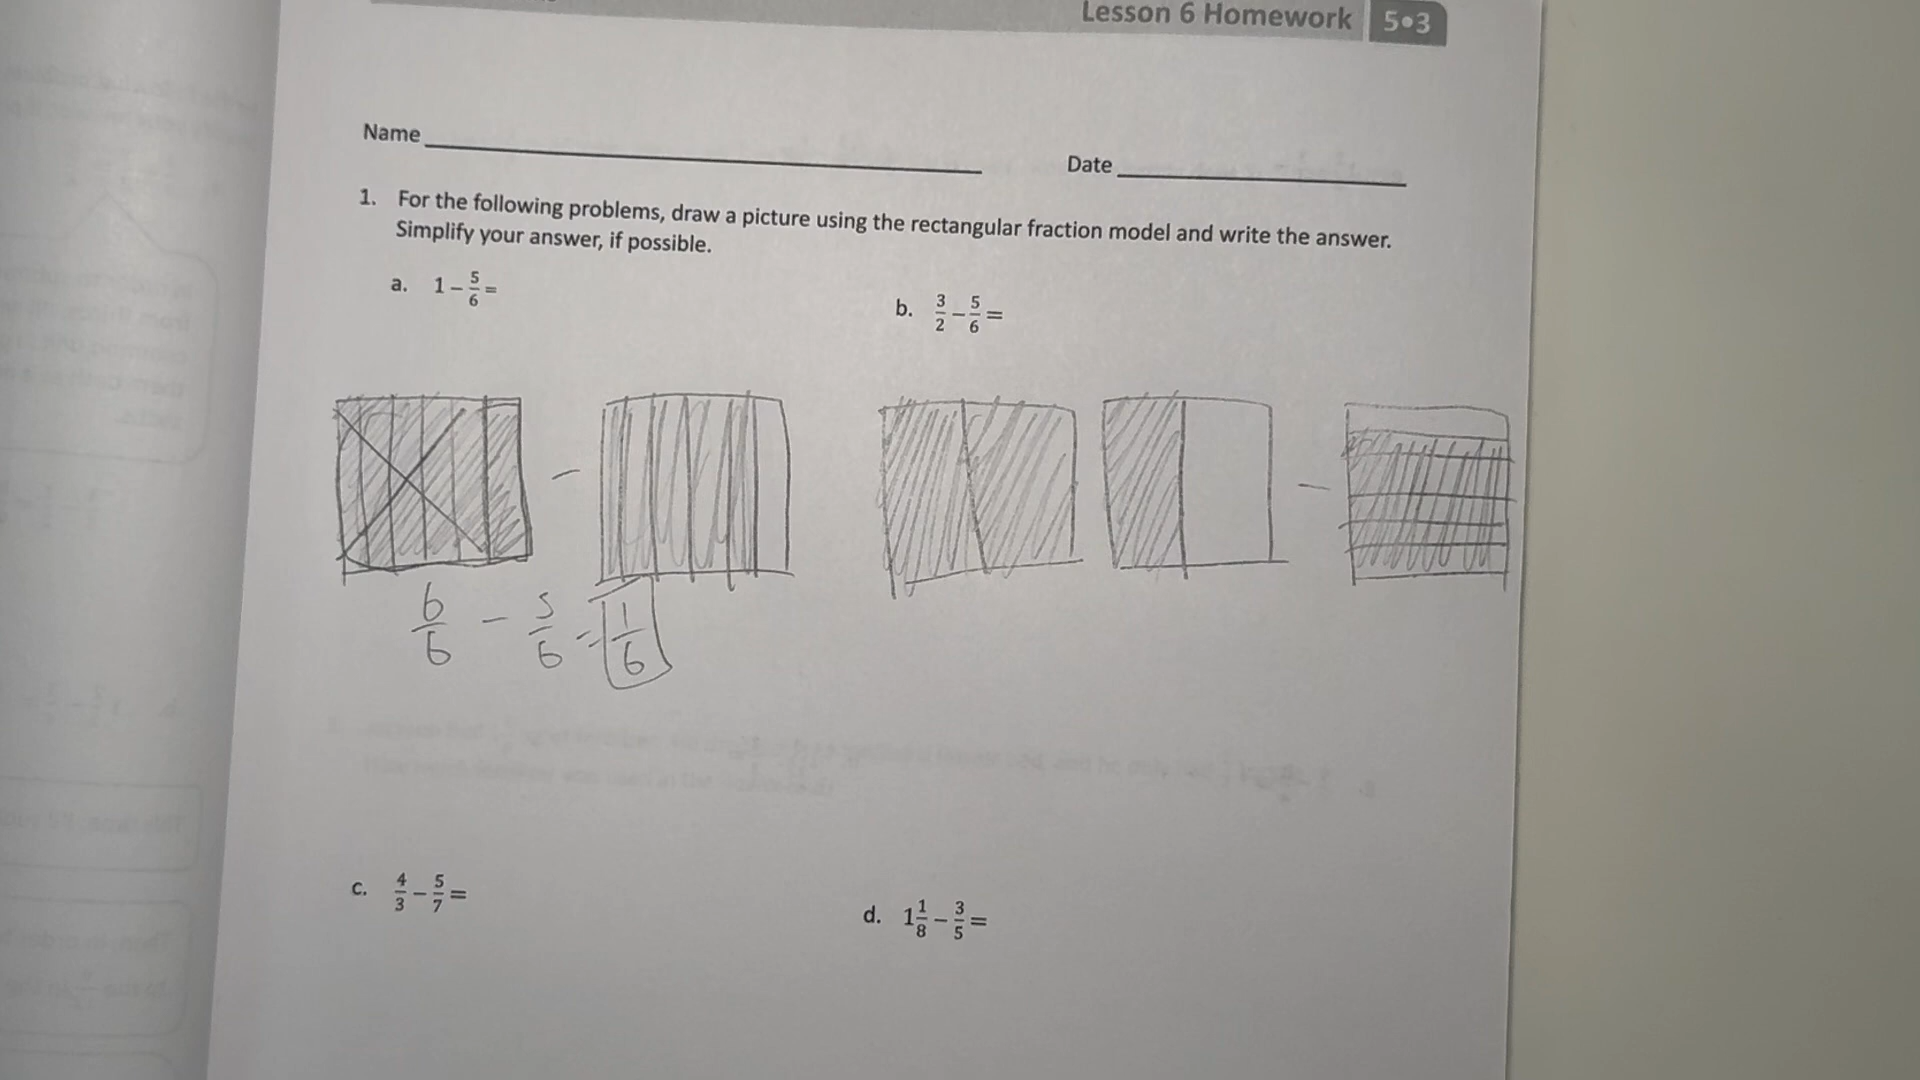 Lesson 6 Homework 5•3
Name Date
1. For the following problems, draw a picture using the rectangular fraction model and write the answer.
Simplify your answer, if possible.
a. 1 − 5/6 =
b. 3/2 − 5/6 =
6/6 − 5/6 = 1/6
c. 4/3 − 5/7 =
d. 1 1/8 − 3/5 =